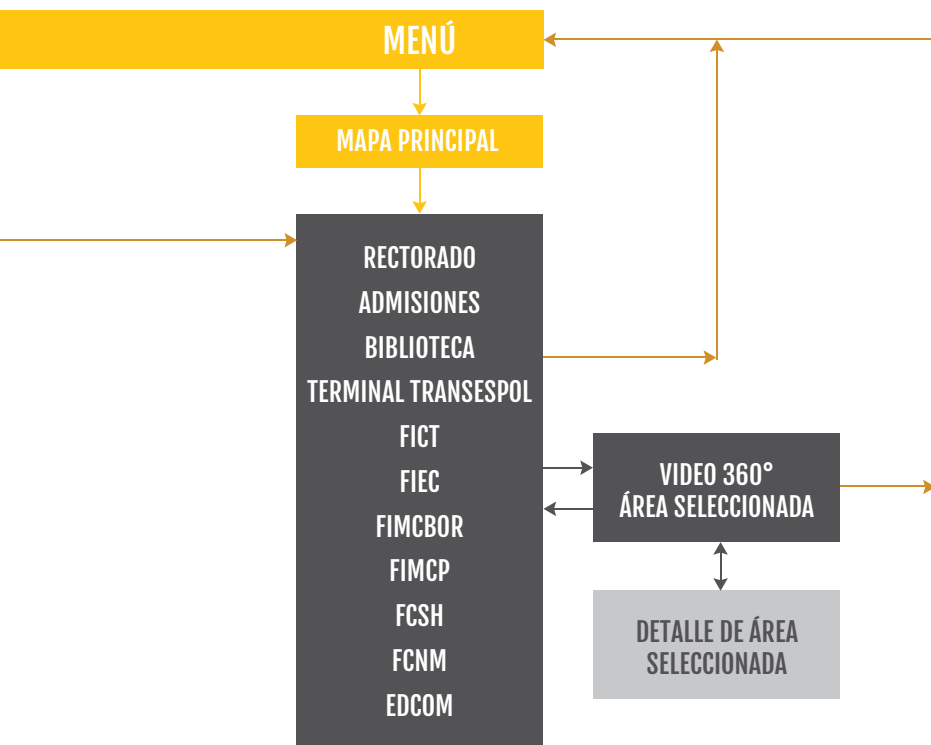 MENÚ
MAPA PRINCIPAL
RECTORADO
ADMISIONES
BIBLIOTECA
TERMINAL TRANSESPOL
FICT
FIEC
FIMCBOR
FIMCP
FCSH
FCNM
EDCOM
VIDEO 360°
ÁREA SELECCIONADA
DETALLE DE ÁREA
SELECCIONADA